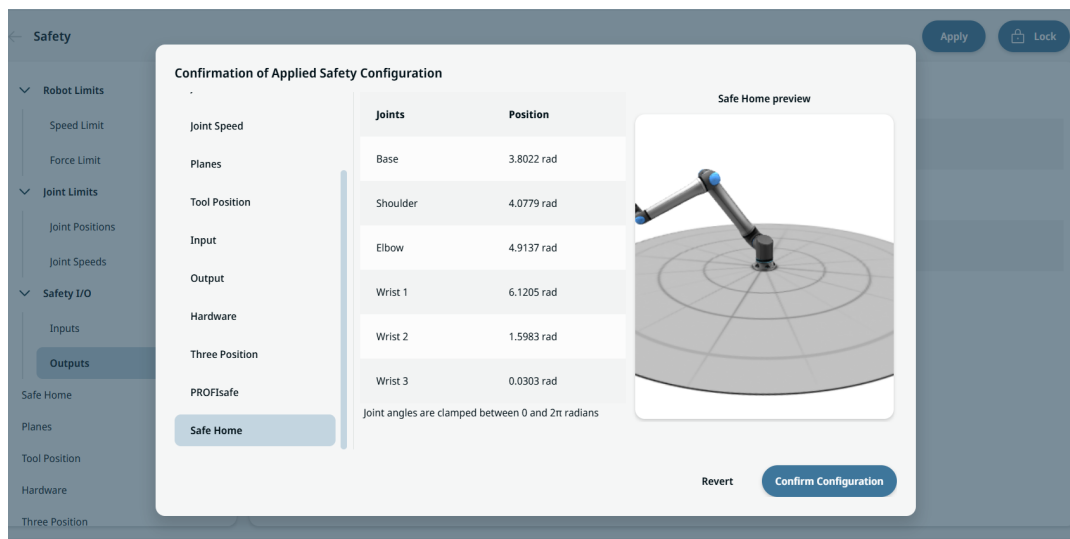 Safety
Apply
Lock
Robot Limits
Speed Limit
Force Limit
Joint Limits
Joint Positions
Joint Speeds
Safety I/O
Inputs
Outputs
Safe Home
Planes
Tool Position
Hardware
Three Position
Confirmation of Applied Safety Configuration
Joint Speed
Planes
Tool Position
Input
Output
Hardware
Three Position
PROFIsafe
Safe Home
Joints Position
Base 3.8022 rad
Shoulder 4.0779 rad
Elbow 4.9137 rad
Wrist 1 6.1205 rad
Wrist 2 1.5983 rad
Wrist 3 0.0303 rad
Joint angles are clamped between 0 and 2π radians
Safe Home preview
Revert
Confirm Configuration